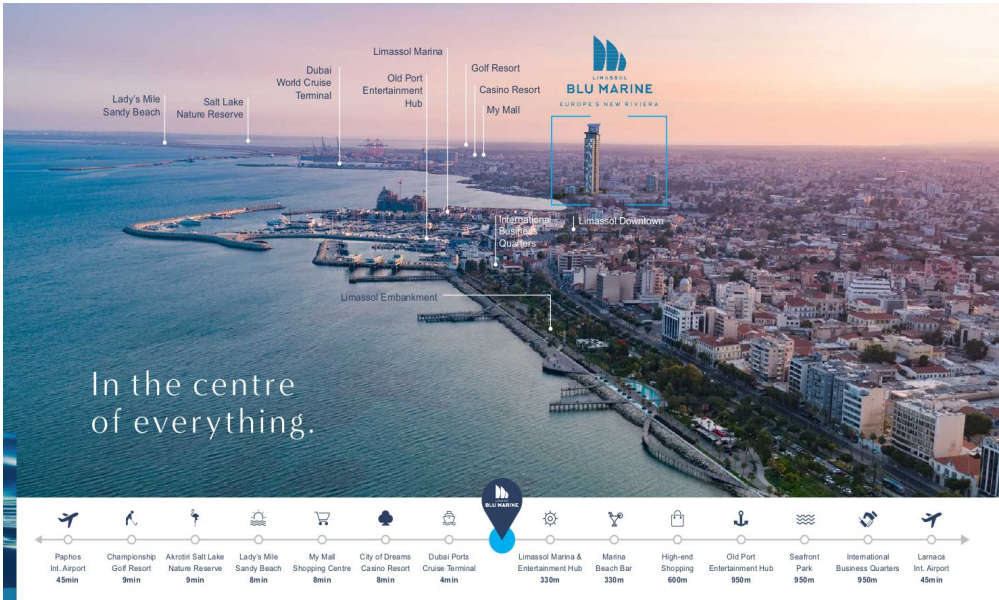 LIMASSOL
BLU MARINE
EUROPE'S NEW RIVIERA
Limassol Marina
Golf Resort
Dubai
World Cruise
Terminal
Old Port
Entertainment
Hub
Casino Resort
My Mall
Lady's Mile
Sandy Beach
Salt Lake
Nature Reserve
International
Business
Quarters
Limassol Downtown
Limassol Embankment
In the centre
of everything.
BLU MARINE
Paphos
Int. Airport
45min
Championship
Golf Resort
9min
Akrotiri Salt Lake
Nature Reserve
9min
Lady's Mile
Sandy Beach
8min
My Mall
Shopping Centre
8min
City of Dreams
Casino Resort
8min
Dubai Ports
Cruise Terminal
4min
Limassol Marina &
Entertainment Hub
330m
Marina
Beach Bar
330m
High-end
Shopping
600m
Old Port
Entertainment Hub
950m
Seafront
Park
950m
International
Business Quarters
950m
Larnaca
Int. Airport
45min